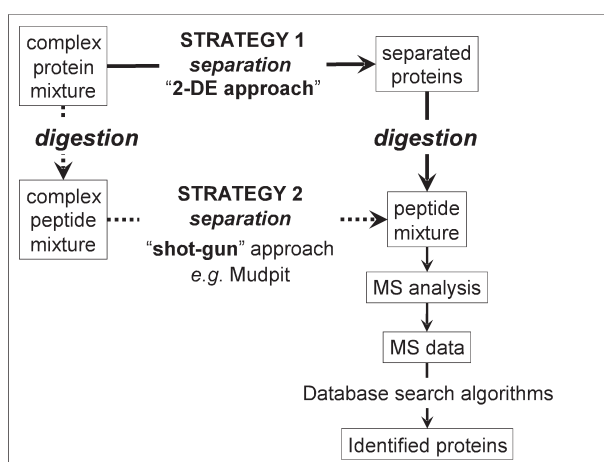 complex
protein
mixture
STRATEGY 1
separation
“2-DE approach”
separated
proteins
digestion
digestion
complex
peptide
mixture
STRATEGY 2
separation
“shot-gun” approach
e.g. Mudpit
peptide
mixture
MS analysis
MS data
Database search algorithms
Identified proteins